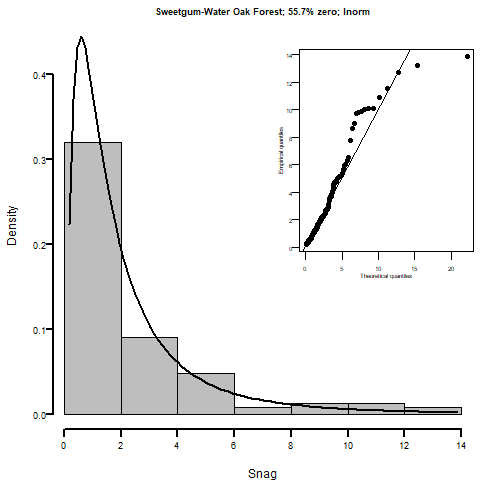 Sweetgum-Water Oak Forest; 55.7% zero; lnorm
Density
0.4
0.3
0.2
0.1
0.0
0 2 4 6 8 10 12 14
Snag
Empirical quantiles
14
12
10
8
6
4
2
0
0 5 10 15 20
Theoretical quantiles